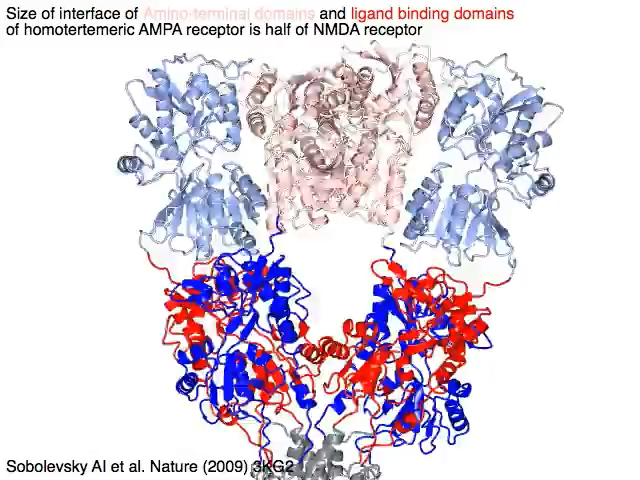 Size of interface of Amino-terminal domains and ligand binding domains
of homotertemeric AMPA receptor is half of NMDA receptor
Sobolevsky AI et al. Nature (2009) 3KG2